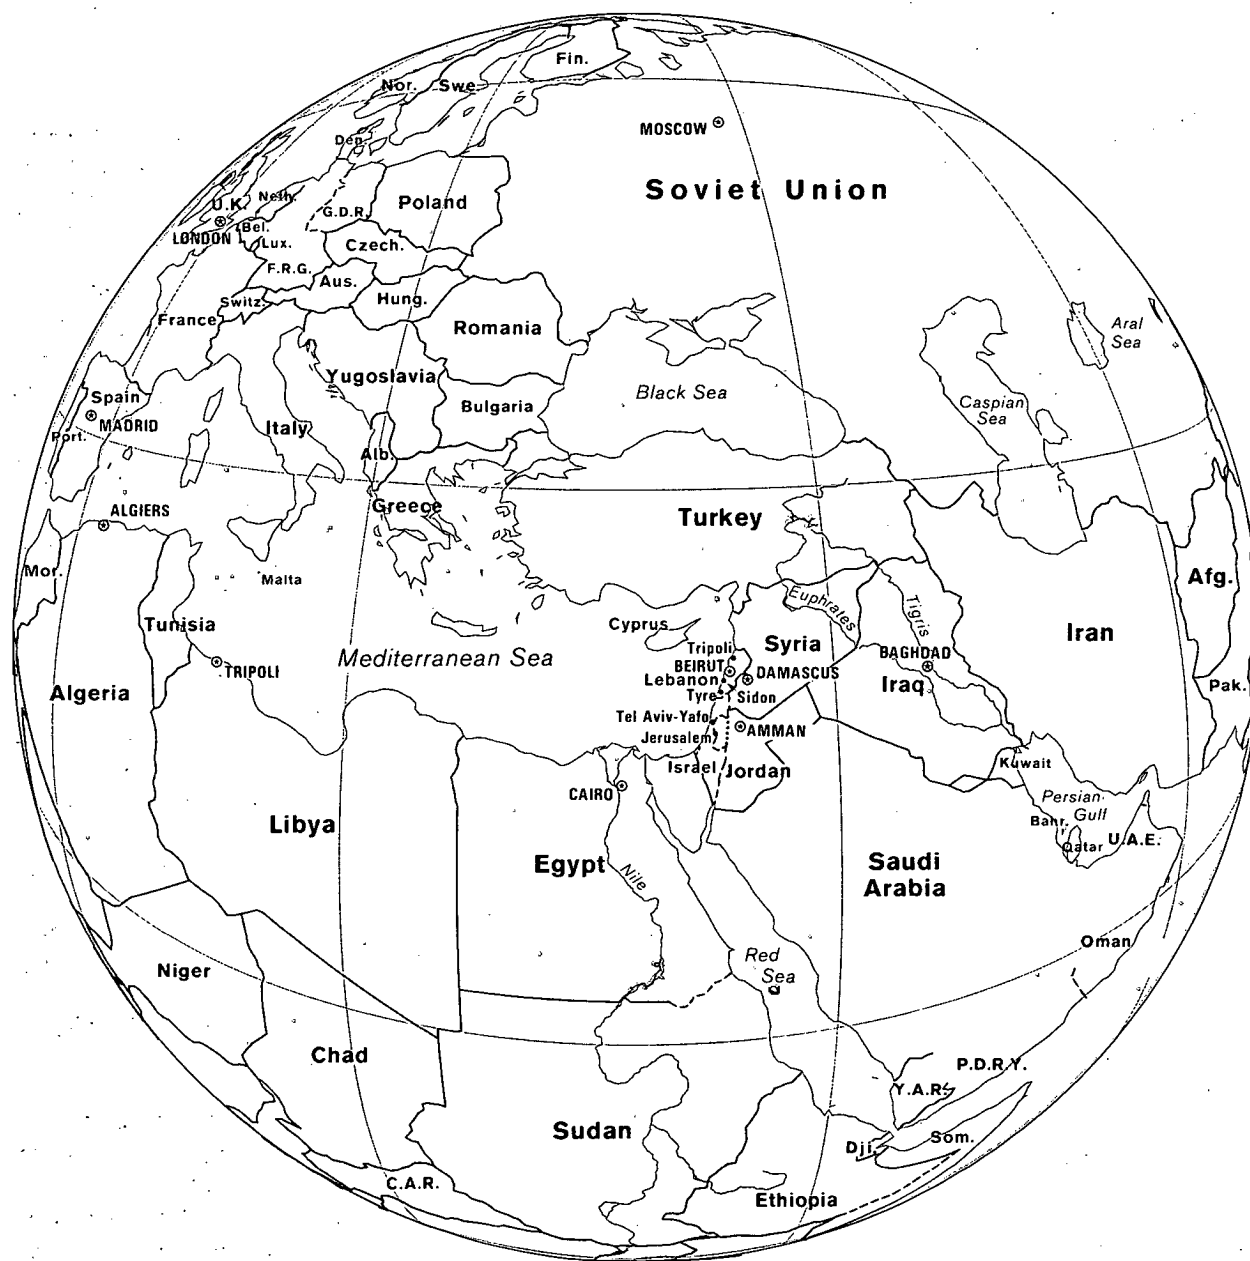 Fin.
Nor.
Swe.
MOSCOW
Den.
Soviet Union
Neth.
U.K.
G.D.R.
Poland
LONDON
Bel.
Lux.
Czech.
F.R.G.
Aus.
Switz.
Hung.
France
Romania
Aral
Sea
Yugoslavia
Black Sea
Spain
Bulgaria
Caspian
Sea
MADRID
Port.
Italy
Alb.
Greece
ALGIERS
Turkey
Mor.
Malta
Afg.
Euphrates
Tigris
Tunisia
Cyprus
Iran
Syria
Tripoli
BAGHDAD
Mediterranean Sea
BEIRUT
TRIPOLI
DAMASCUS
Lebanon
Iraq
Pak.
Algeria
Tyre
Sidon
Tel Aviv-Yafo
AMMAN
Jerusalem
Israel
Jordan
Kuwait
CAIRO
Persian
Gulf
Bahr.
Libya
Qatar
U.A.E.
Egypt
Saudi
Arabia
Nile
Oman
Red
Sea
Niger
Chad
P.D.R.Y.
Y.A.R.
Sudan
Dji.
Som.
C.A.R.
Ethiopia